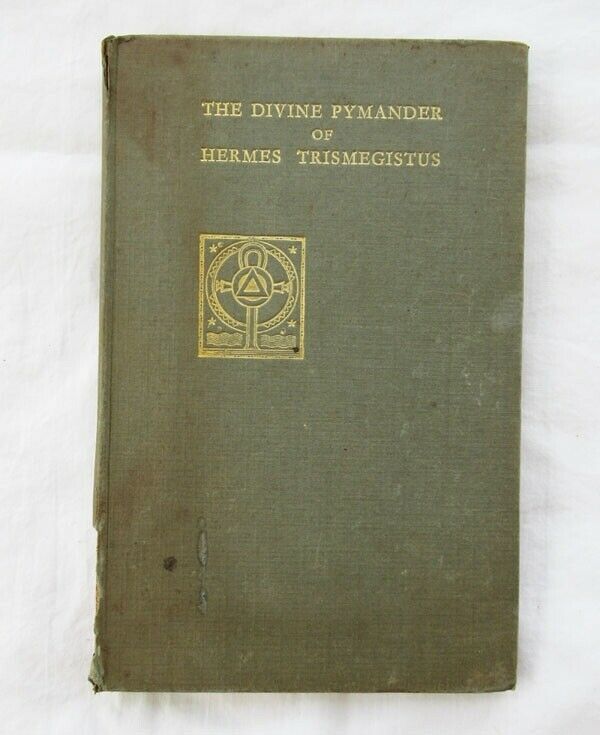 THE DIVINE PYMANDER
OF
HERMES TRISMEGISTUS